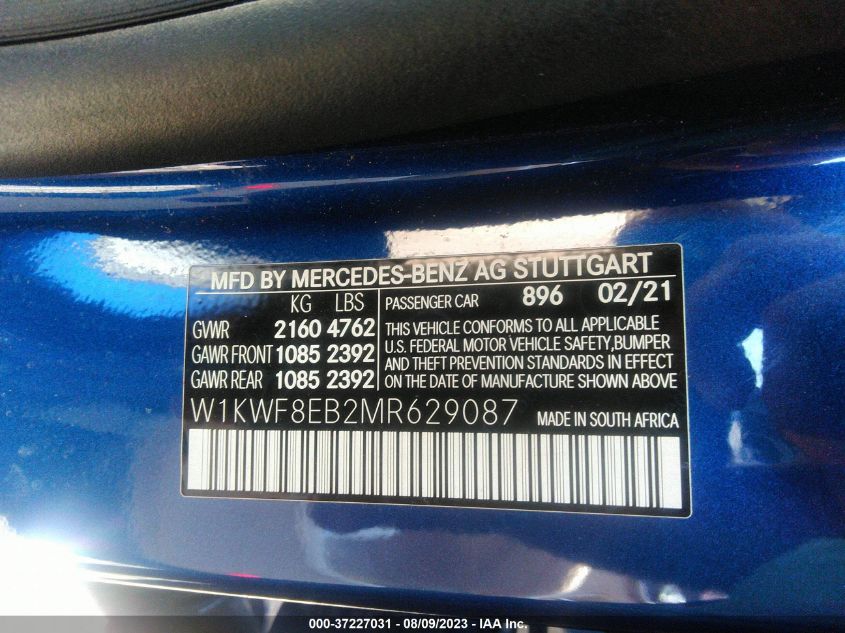 MFD BY MERCEDES-BENZ AG STUTTGART
KG LBS
GVWR 2160 4762
GAWR FRONT 1085 2392
GAWR REAR 1085 2392
PASSENGER CAR 896 02/21
THIS VEHICLE CONFORMS TO ALL APPLICABLE
U.S. FEDERAL MOTOR VEHICLE SAFETY,BUMPER
AND THEFT PREVENTION STANDARDS IN EFFECT
ON THE DATE OF MANUFACTURE SHOWN ABOVE
W1KWF8EB2MR629087 MADE IN SOUTH AFRICA
000-37227031 - 08/09/2023 - IAA Inc.